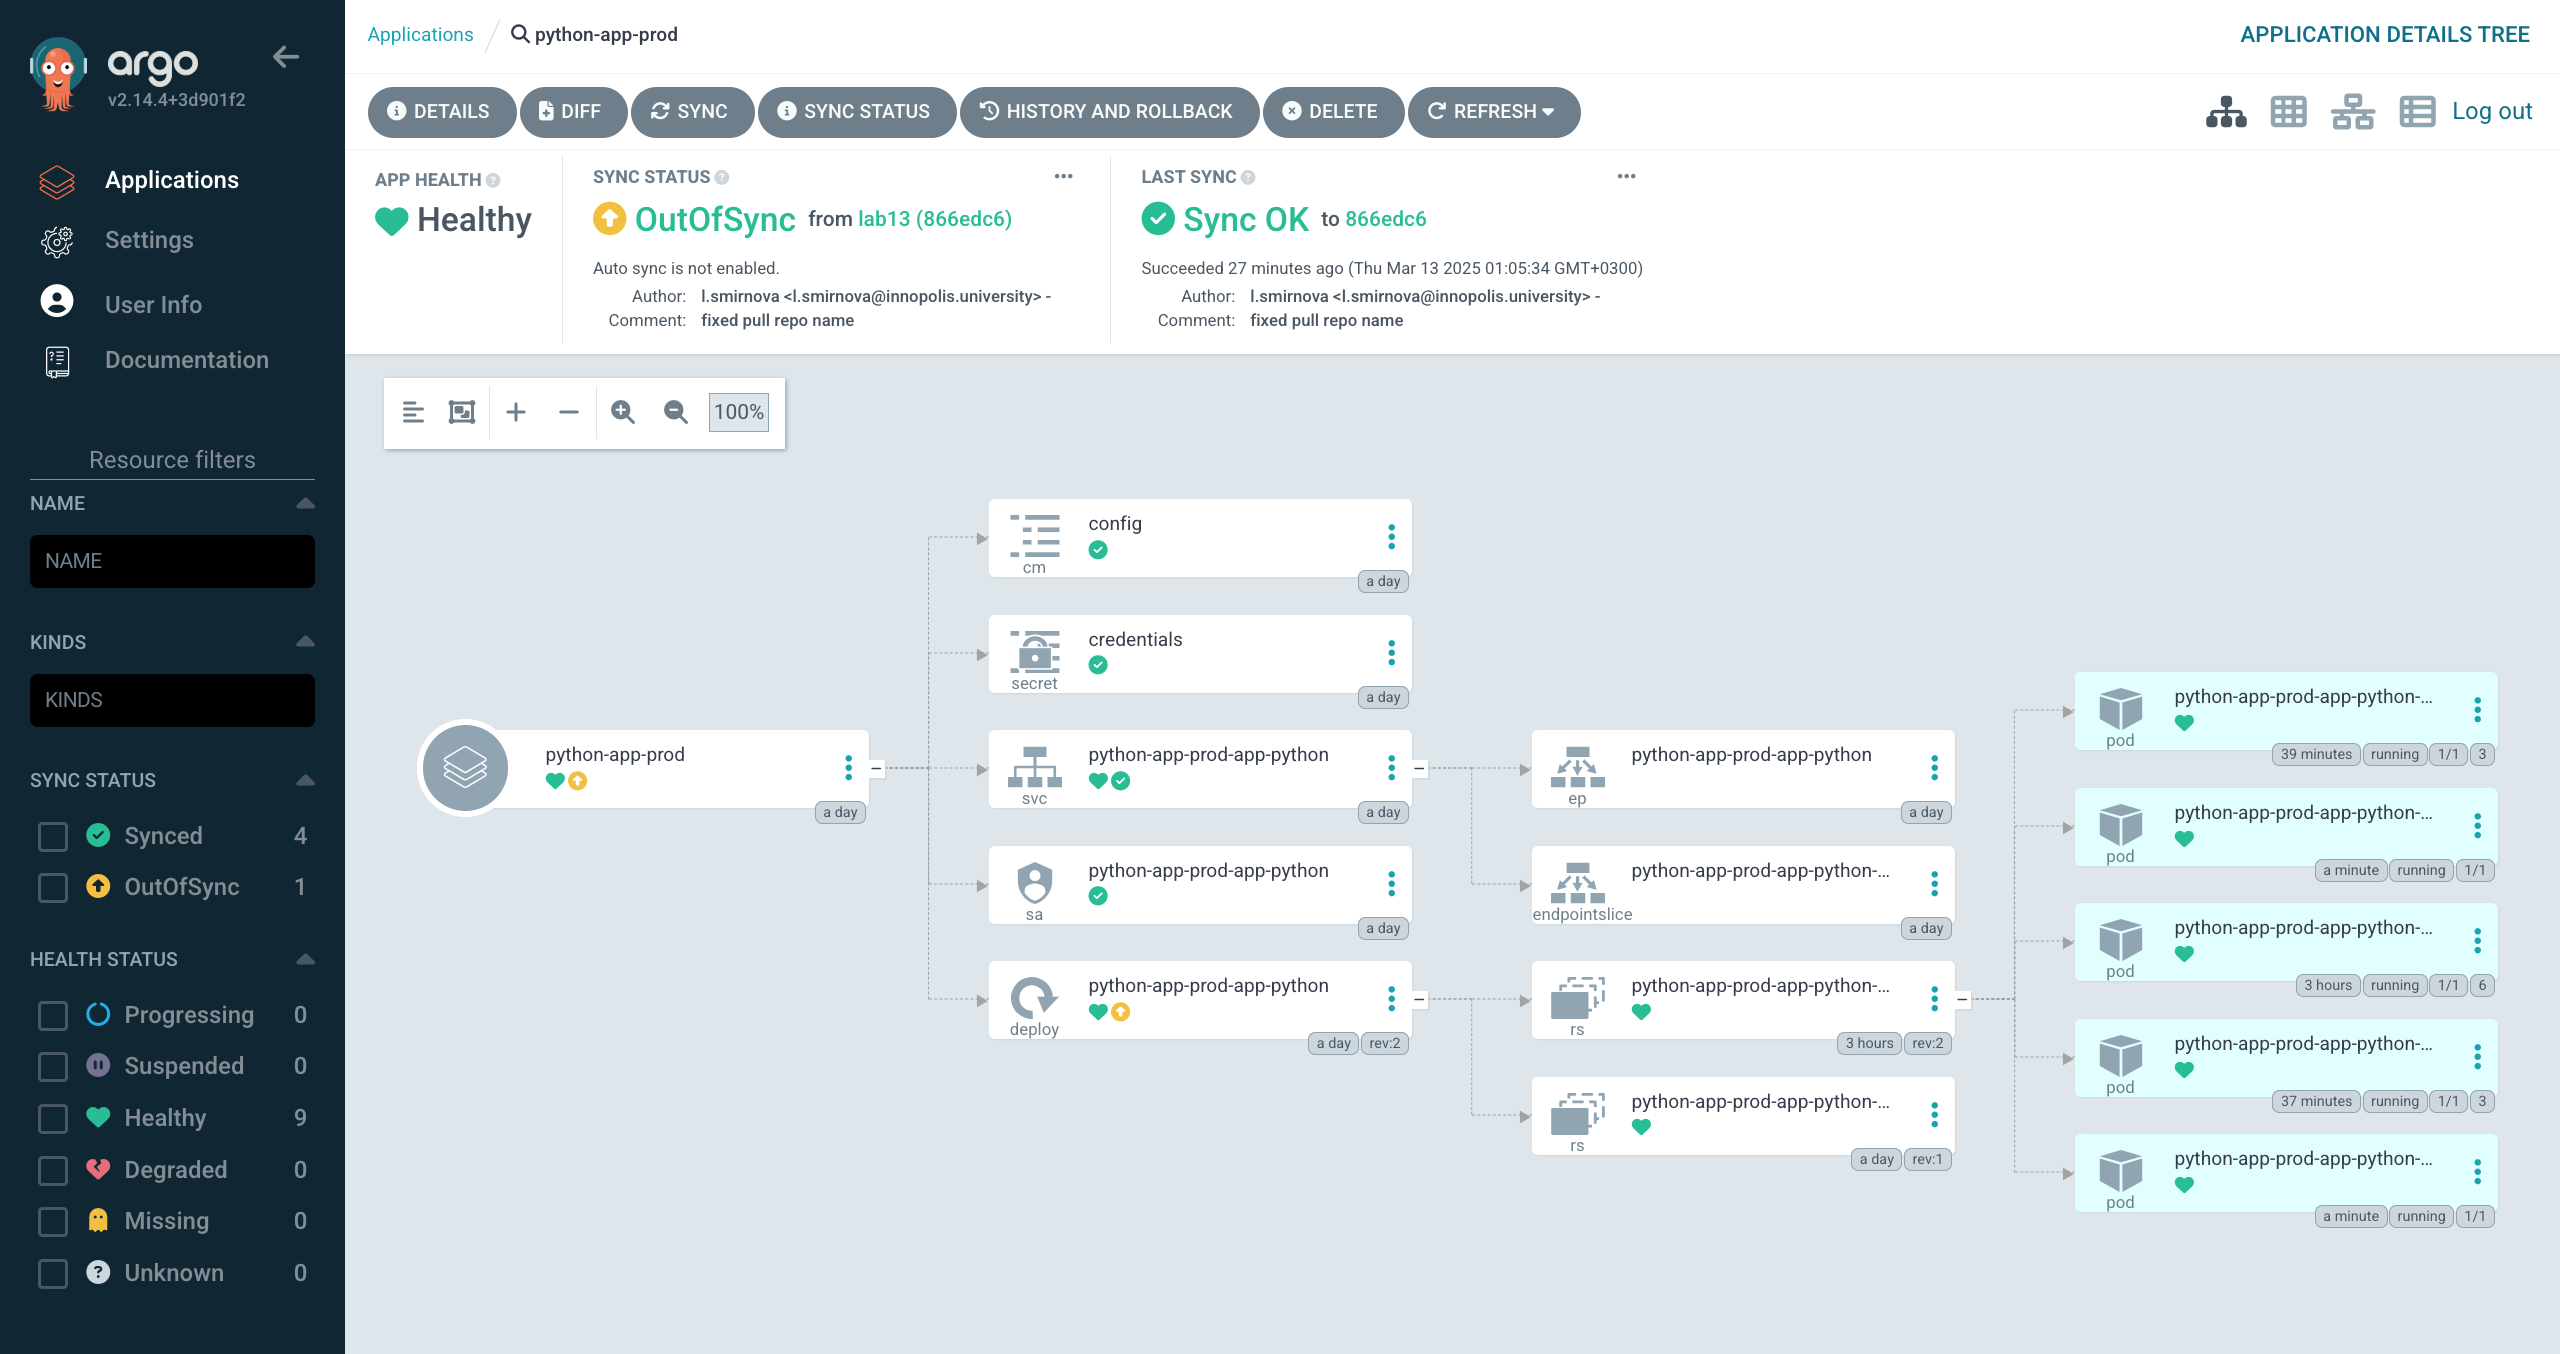 argo
v2.14.4+3d901f2
Applications
Settings
User Info
Documentation
Resource filters
NAME
NAME
KINDS
KINDS
SYNC STATUS
Synced 4
OutOfSync 1
HEALTH STATUS
Progressing 0
Suspended 0
Healthy 9
Degraded 0
Missing 0
Unknown 0
Applications / python-app-prod
APPLICATION DETAILS TREE
DETAILS DIFF SYNC SYNC STATUS HISTORY AND ROLLBACK DELETE REFRESH
Log out
APP HEALTH
Healthy
SYNC STATUS
OutOfSync from lab13 (866edc6)
Auto sync is not enabled.
Author: l.smirnova <l.smirnova@innopolis.university> -
Comment: fixed pull repo name
LAST SYNC
Sync OK to 866edc6
Succeeded 27 minutes ago (Thu Mar 13 2025 01:05:34 GMT+0300)
Author: l.smirnova <l.smirnova@innopolis.university> -
Comment: fixed pull repo name
100%
python-app-prod
a day
config
cm
a day
credentials
secret
a day
python-app-prod-app-python
svc
a day
python-app-prod-app-python
sa
a day
python-app-prod-app-python
deploy
a day rev:2
python-app-prod-app-python
ep
a day
python-app-prod-app-python-...
endpointslice
a day
python-app-prod-app-python-...
rs
3 hours rev:2
python-app-prod-app-python-...
rs
a day rev:1
python-app-prod-app-python-...
pod
39 minutes running 1/1 3
python-app-prod-app-python-...
pod
a minute running 1/1
python-app-prod-app-python-...
pod
3 hours running 1/1 6
python-app-prod-app-python-...
pod
37 minutes running 1/1 3
python-app-prod-app-python-...
pod
a minute running 1/1